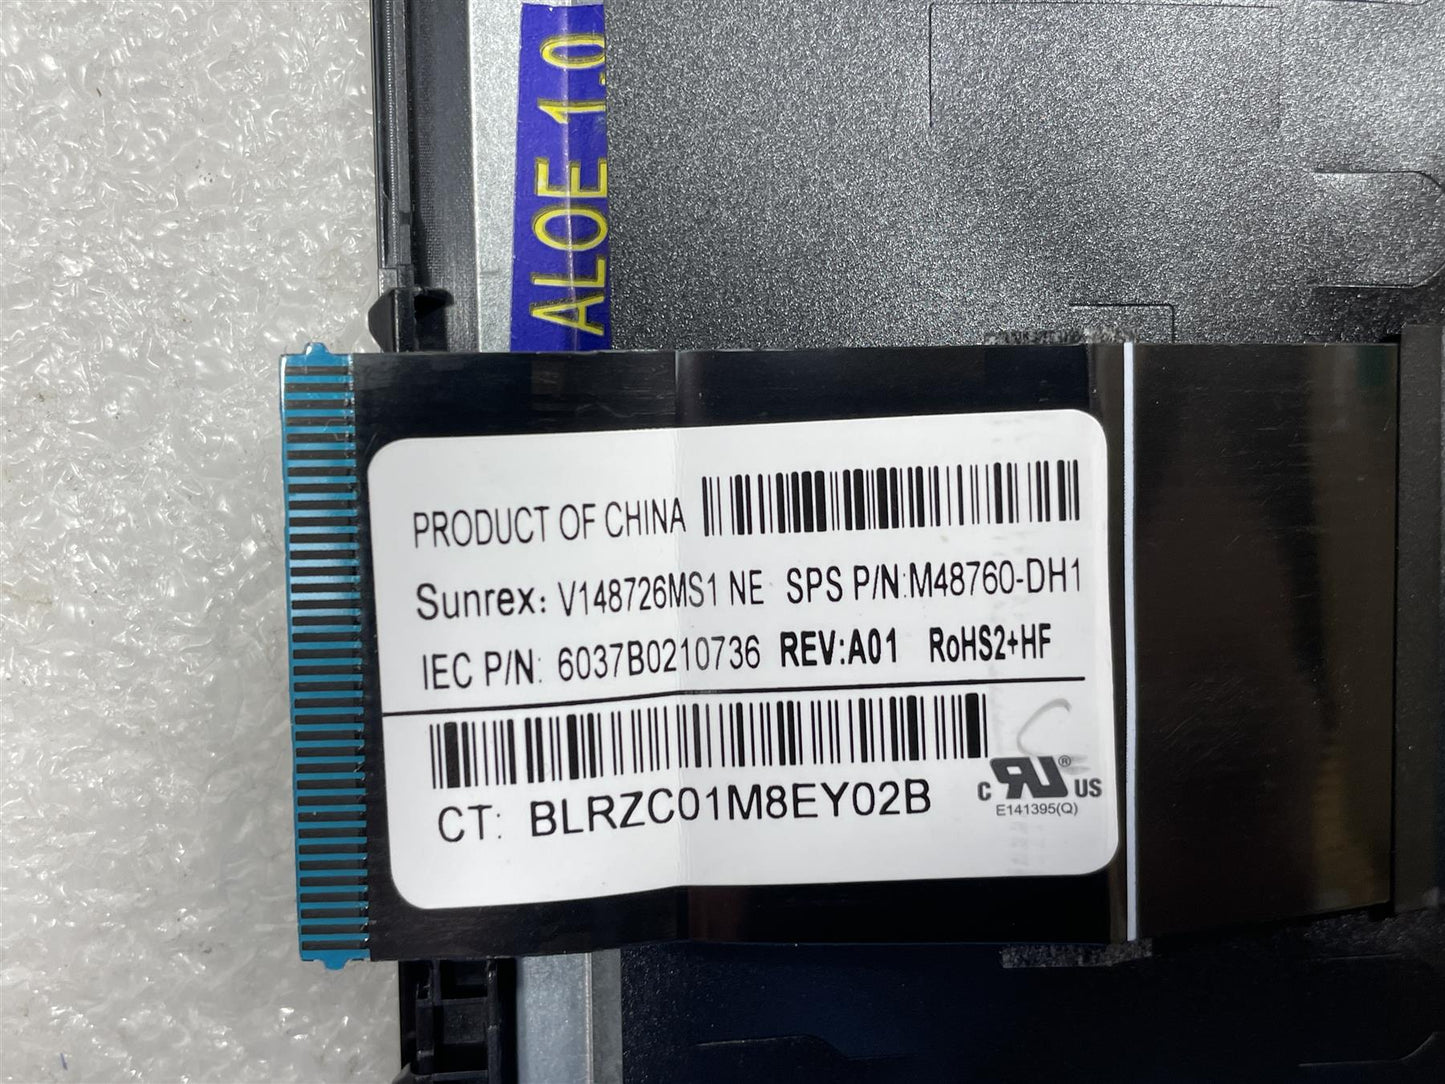 ALOE 1.0
PRODUCT OF CHINA
Sunrex: V148726MS1 NE SPS P/N:M48760-DH1
IEC P/N: 6037B0210736 REV:A01 RoHS2+HF
CT: BLRZC01M8EY02B
c RU ® US
E141395(Q)